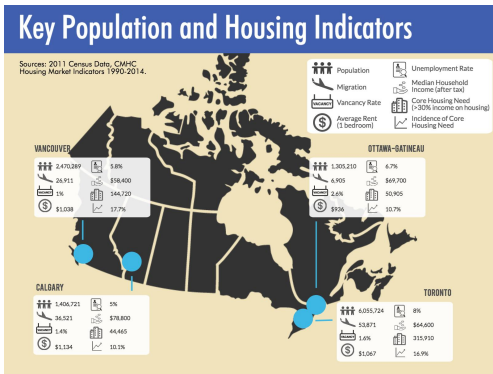 Key Population and Housing Indicators
Sources: 2011 Census Data, CMHC
Housing Market Indicators 1990-2014.
Population
Migration
VACANCY
Vancancy Rate
Average Rent
(1 bedroom)
Unemployment Rate
Median Household
Income (after tax)
Core Housing Need
(>30% income on housing)
Incidence of Core
Housing Need
VANCOUVER
2,470,289 5.8%
26,911 $58,400
VACANCY 1% 144,720
$1,038 17.7%
OTTAWA-GATINEAU
1,305,210 6.7%
6,905 $69,700
VACANCY 2.6% 50,905
$936 10.7%
CALGARY
1,406,721 5%
36,521 $78,800
VACANCY 1.4% 44,465
$1,134 10.1%
TORONTO
6,055,724 8%
53,871 $64,600
VACANCY 1.6% 315,910
$1,067 16.9%